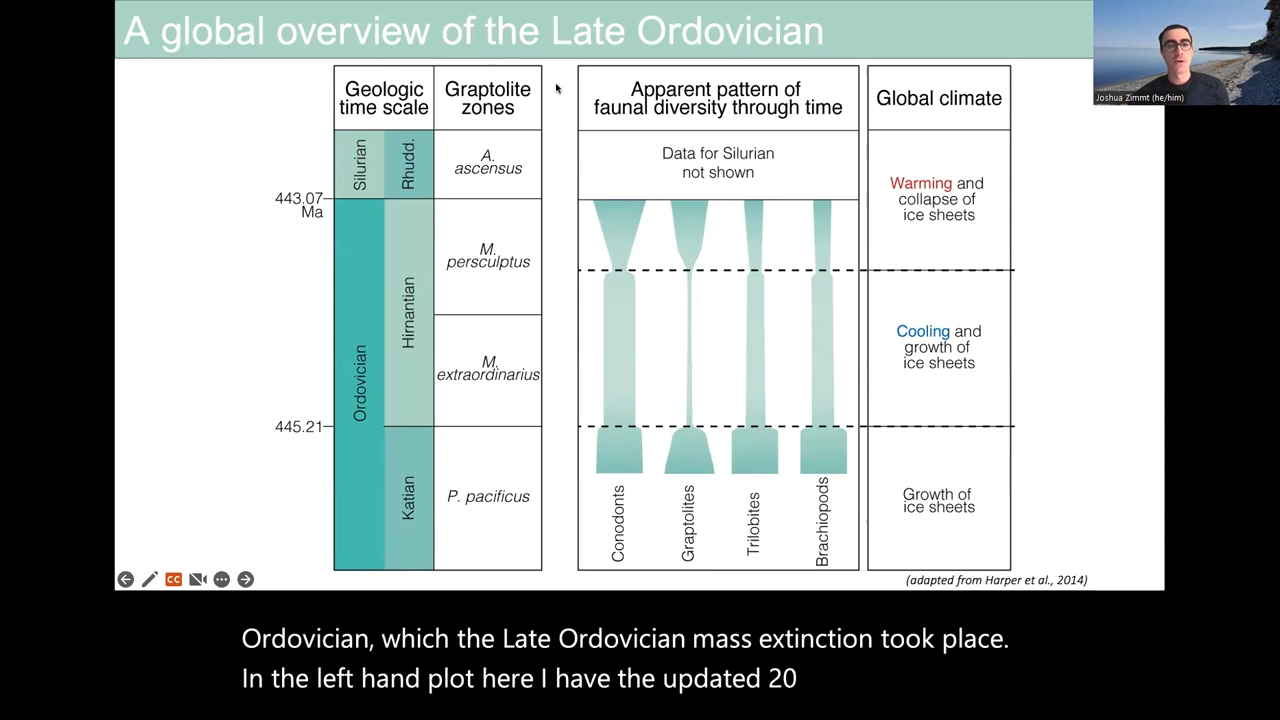 A global overview of the Late Ordovician
Joshua Zimmt (he/him)
Geologic
time scale
Graptolite
zones
Apparent pattern of
faunal diversity through time
Global climate
Silurian
Rhudd.
A.
ascensus
Data for Silurian
not shown
Warming and
collapse of
ice sheets
443.07
Ma
Ordovician
Hirnantian
M.
persculptus
M.
extraordinarius
Cooling and
growth of
ice sheets
445.21
Katian
P. pacificus
Conodonts
Graptolites
Trilobites
Brachiopods
Growth of
ice sheets
CC
(adapted from Harper et al., 2014)
Ordovician, which the Late Ordovician mass extinction took place.
In the left hand plot here I have the updated 20